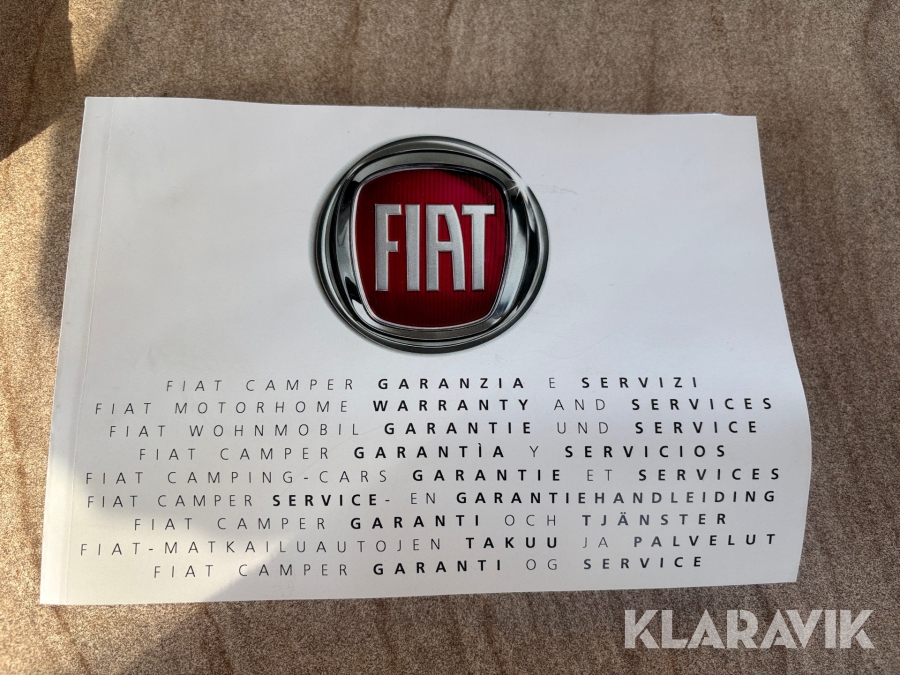 FIAT
FIAT CAMPER GARANZIA E SERVIZI
FIAT MOTORHOME WARRANTY AND SERVICES
FIAT WOHNMOBIL GARANTIE UND SERVICE
FIAT CAMPER GARANTÌA Y SERVICIOS
FIAT CAMPING-CARS GARANTIE ET SERVICES
FIAT CAMPER SERVICE- EN GARANTIEHANDLEIDING
FIAT CAMPER GARANTI OCH TJÄNSTER
FIAT-MATKAILUAUTOJEN TAKUU JA PALVELUT
FIAT CAMPER GARANTI OG SERVICE
KLARAVIK